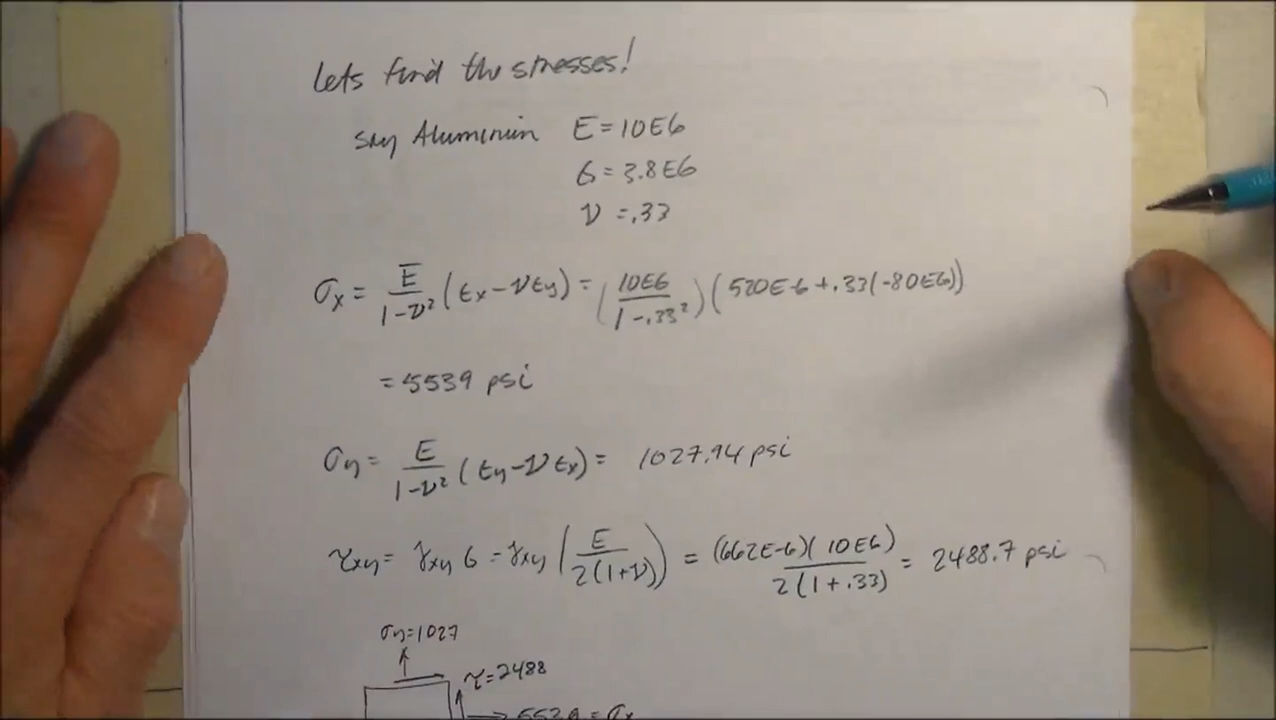 Lets find the stresses!
say Aluminum E=10E6
G=3.8E6
ν=.33
σx = E/1-ν² (εx-νεy) = (10E6/1-.33²)(520E-6+.33(-80E6))
=5539 psi
σy= E/1-ν² (εy-νεx)= 1027.94 psi
τxy= γxy G =γxy (E/2(1+ν)) = (662E-6)(10E6)/2(1+.33) = 2488.7 psi
σy=1027
τ=2488
5539 = σx